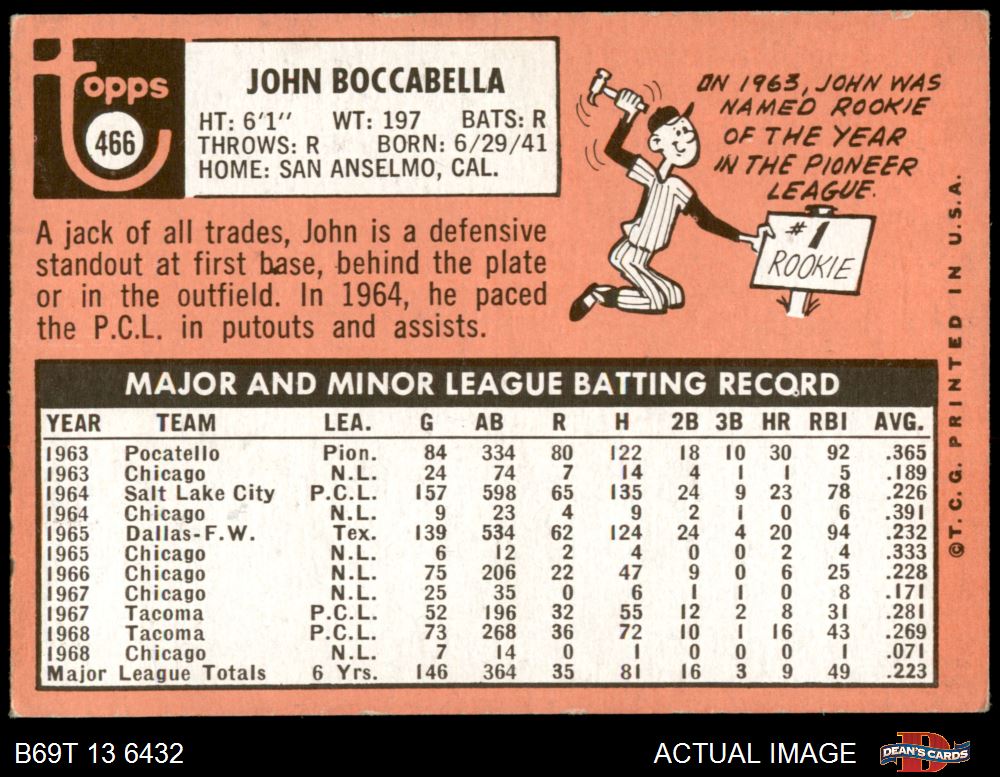 topps
466
JOHN BOCCABELLA
HT: 6'1" WT: 197 BATS: R
THROWS: R BORN: 6/29/41
HOME: SAN ANSELMO, CAL.
A jack of all trades, John is a defensive
standout at first base, behind the plate
or in the outfield. In 1964, he paced
the P.C.L. in putouts and assists.
IN 1963, JOHN WAS
NAMED ROOKIE
OF THE YEAR
IN THE PIONEER
LEAGUE.
#1
ROOKIE
MAJOR AND MINOR LEAGUE BATTING RECORD
YEAR TEAM LEA. G AB R H 2B 3B HR RBI AVG.
1963 Pocatello Pion. 84 334 80 122 18 10 30 92 .365
1963 Chicago N.L. 24 74 7 14 4 1 1 5 .189
1964 Salt Lake City P.C.L. 157 598 65 135 24 9 23 78 .226
1964 Chicago N.L. 9 23 4 9 2 1 0 6 .391
1965 Dallas-F.W. Tex. 139 534 62 124 24 4 20 94 .232
1965 Chicago N.L. 6 12 2 4 0 0 2 4 .333
1966 Chicago N.L. 75 206 22 47 9 0 6 25 .228
1967 Chicago N.L. 25 35 0 6 1 1 0 8 .171
1967 Tacoma P.C.L. 52 196 32 55 12 2 8 31 .281
1968 Tacoma P.C.L. 73 268 36 72 10 1 16 43 .269
1968 Chicago N.L. 7 14 0 1 0 0 0 1 .071
Major League Totals 6 Yrs. 146 364 35 81 16 3 9 49 .223
©T.C.G. PRINTED IN U.S.A.
B69T 13 6432
ACTUAL IMAGE
D
DEAN'S CARDS